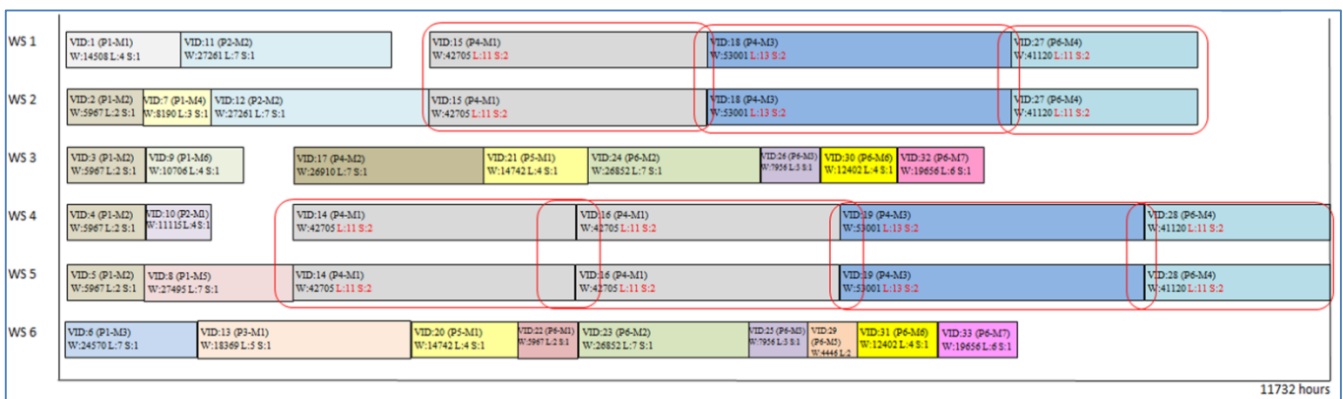 WS 1
VID:1 (P1-M1)
W:14508 L:4 S:1
VID:11 (P2-M2)
W:27261 L:7 S:1
VID:15 (P4-M1)
W:42705 L:11 S:2
VID:18 (P4-M3)
W:53001 L:13 S:2
VID:27 (P6-M4)
W:41120 L:11 S:2
WS 2
VID:2 (P1-M2)
W:5967 L:2 S:1
VID:7 (P1-M4)
W:8190 L:3 S:1
VID:12 (P2-M2)
W:27261 L:7 S:1
VID:15 (P4-M1)
W:42705 L:11 S:2
VID:18 (P4-M3)
W:53001 L:13 S:2
VID:27 (P6-M4)
W:41120 L:11 S:2
WS 3
VID:3 (P1-M2)
W:5967 L:2 S:1
VID:9 (P1-M6)
W:10706 L:4 S:1
VID:17 (P4-M2)
W:26910 L:7 S:1
VID:21 (P5-M1)
W:14742 L:4 S:1
VID:24 (P6-M2)
W:26852 L:7 S:1
VID:26 (P6-M3)
W:7956 L:3 S:1
VID:30 (P6-M6)
W:12402 L:4 S:1
VID:32 (P6-M7)
W:19656 L:6 S:1
WS 4
VID:4 (P1-M2)
W:5967 L:2 S:1
VID:10 (P2-M1)
W:11115 L:4 S:1
VID:14 (P4-M1)
W:42705 L:11 S:2
VID:16 (P4-M1)
W:42705 L:11 S:2
VID:19 (P4-M3)
W:53001 L:13 S:2
VID:28 (P6-M4)
W:41120 L:11 S:2
WS 5
VID:5 (P1-M2)
W:5967 L:2 S:1
VID:8 (P1-M5)
W:27495 L:7 S:1
VID:14 (P4-M1)
W:42705 L:11 S:2
VID:16 (P4-M1)
W:42705 L:11 S:2
VID:19 (P4-M3)
W:53001 L:13 S:2
VID:28 (P6-M4)
W:41120 L:11 S:2
WS 6
VID:6 (P1-M3)
W:24570 L:7 S:1
VID:13 (P3-M1)
W:18369 L:5 S:1
VID:20 (P5-M1)
W:14742 L:4 S:1
VID:22 (P6-M1)
W:5967 L:2 S:1
VID:23 (P6-M2)
W:26852 L:7 S:1
VID:25 (P6-M3)
W:7956 L:3 S:1
VID:29
(P6-M5)
W:4446 L:2
VID:31 (P6-M6)
W:12402 L:4 S:1
VID:33 (P6-M7)
W:19656 L:6 S:1
11732 hours